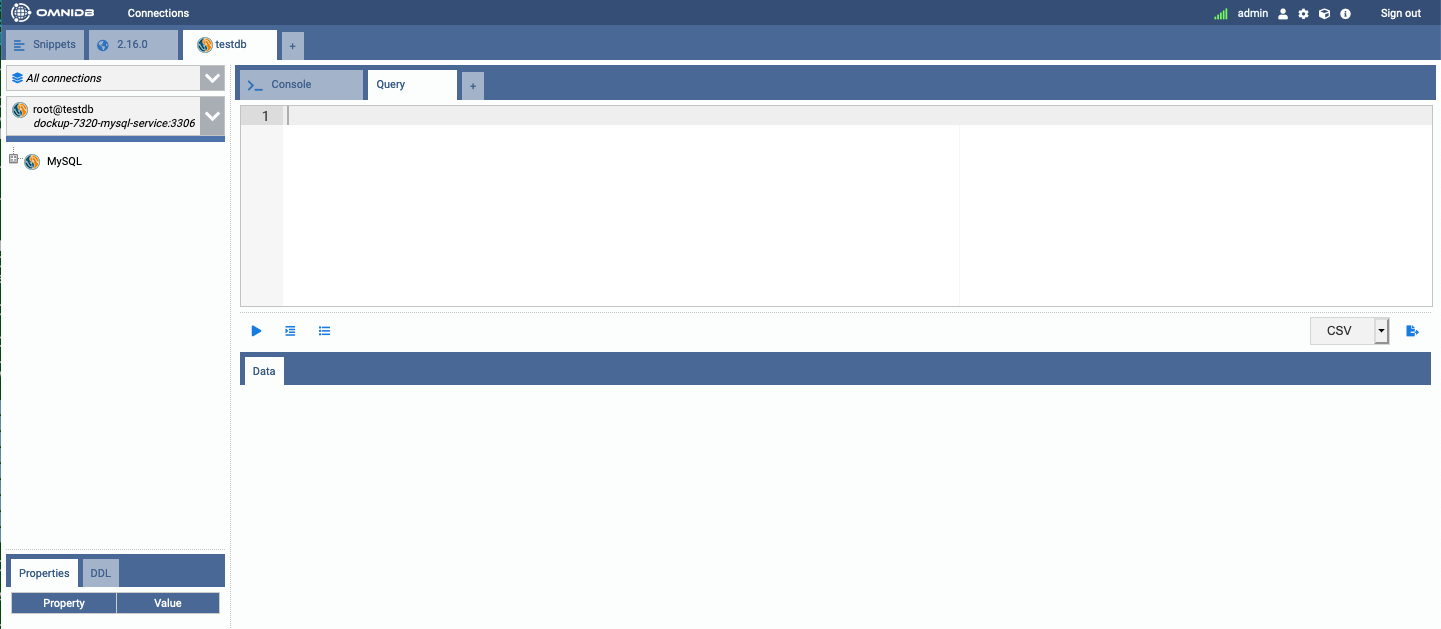 OMNIDB Connections admin Sign out
Snippets 2.16.0 testdb +
All connections
root@testdb
dockup-7320-mysql-service:3306
MySQL
>_ Console Query +
1
CSV
Data
Properties DDL
Property Value